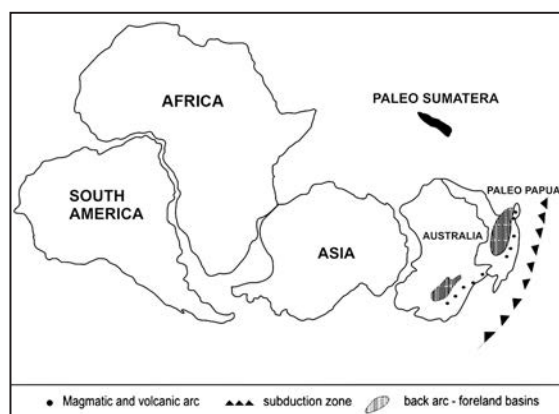 AFRICA
PALEO SUMATERA
SOUTH
AMERICA
PALEO PAPUA
AUSTRALIA
ASIA
Magmatic and volcanic arc
subduction zone
back arc - foreland basins